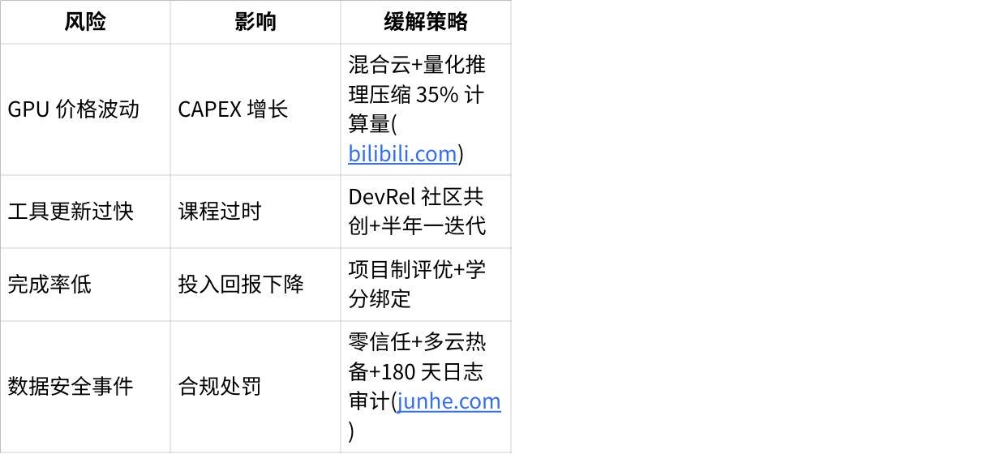 风险 影响 缓解策略
GPU 价格波动 CAPEX 增长 混合云+量化推
理压缩 35% 计
算量(
bilibili.com)
工具更新过快 课程过时 DevRel 社区共
创+半年一迭代
完成率低 投入回报下降 项目制评优+学
分绑定
数据安全事件 合规处罚 零信任+多云热
备+180 天日志
审计(junhe.com
)